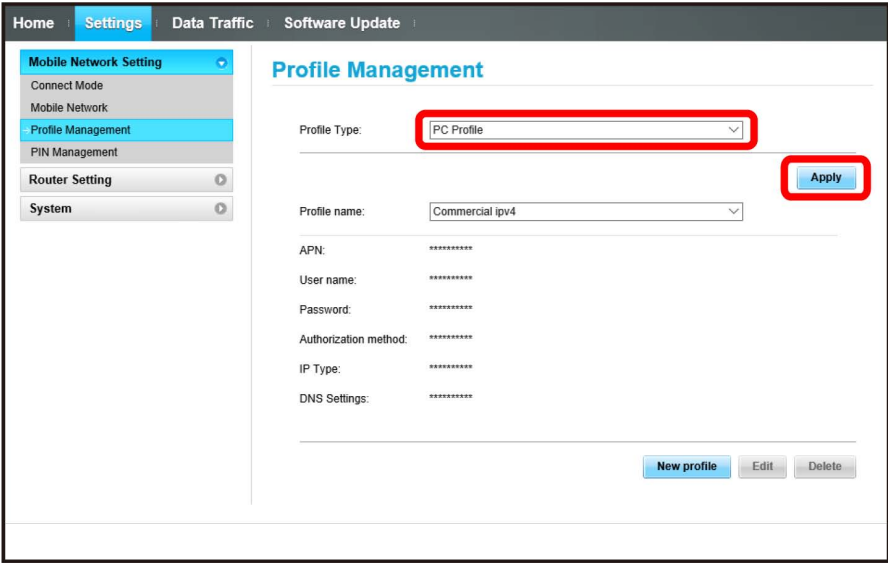 Home Settings Data Traffic Software Update
Mobile Network Setting
Connect Mode
Mobile Network
Profile Management
PIN Management
Router Setting
System
Profile Management
Profile Type: PC Profile
Apply
Profile name: Commercial ipv4
APN: **********
User name: **********
Password: **********
Authorization method: **********
IP Type: **********
DNS Settings: **********
New profile Edit Delete